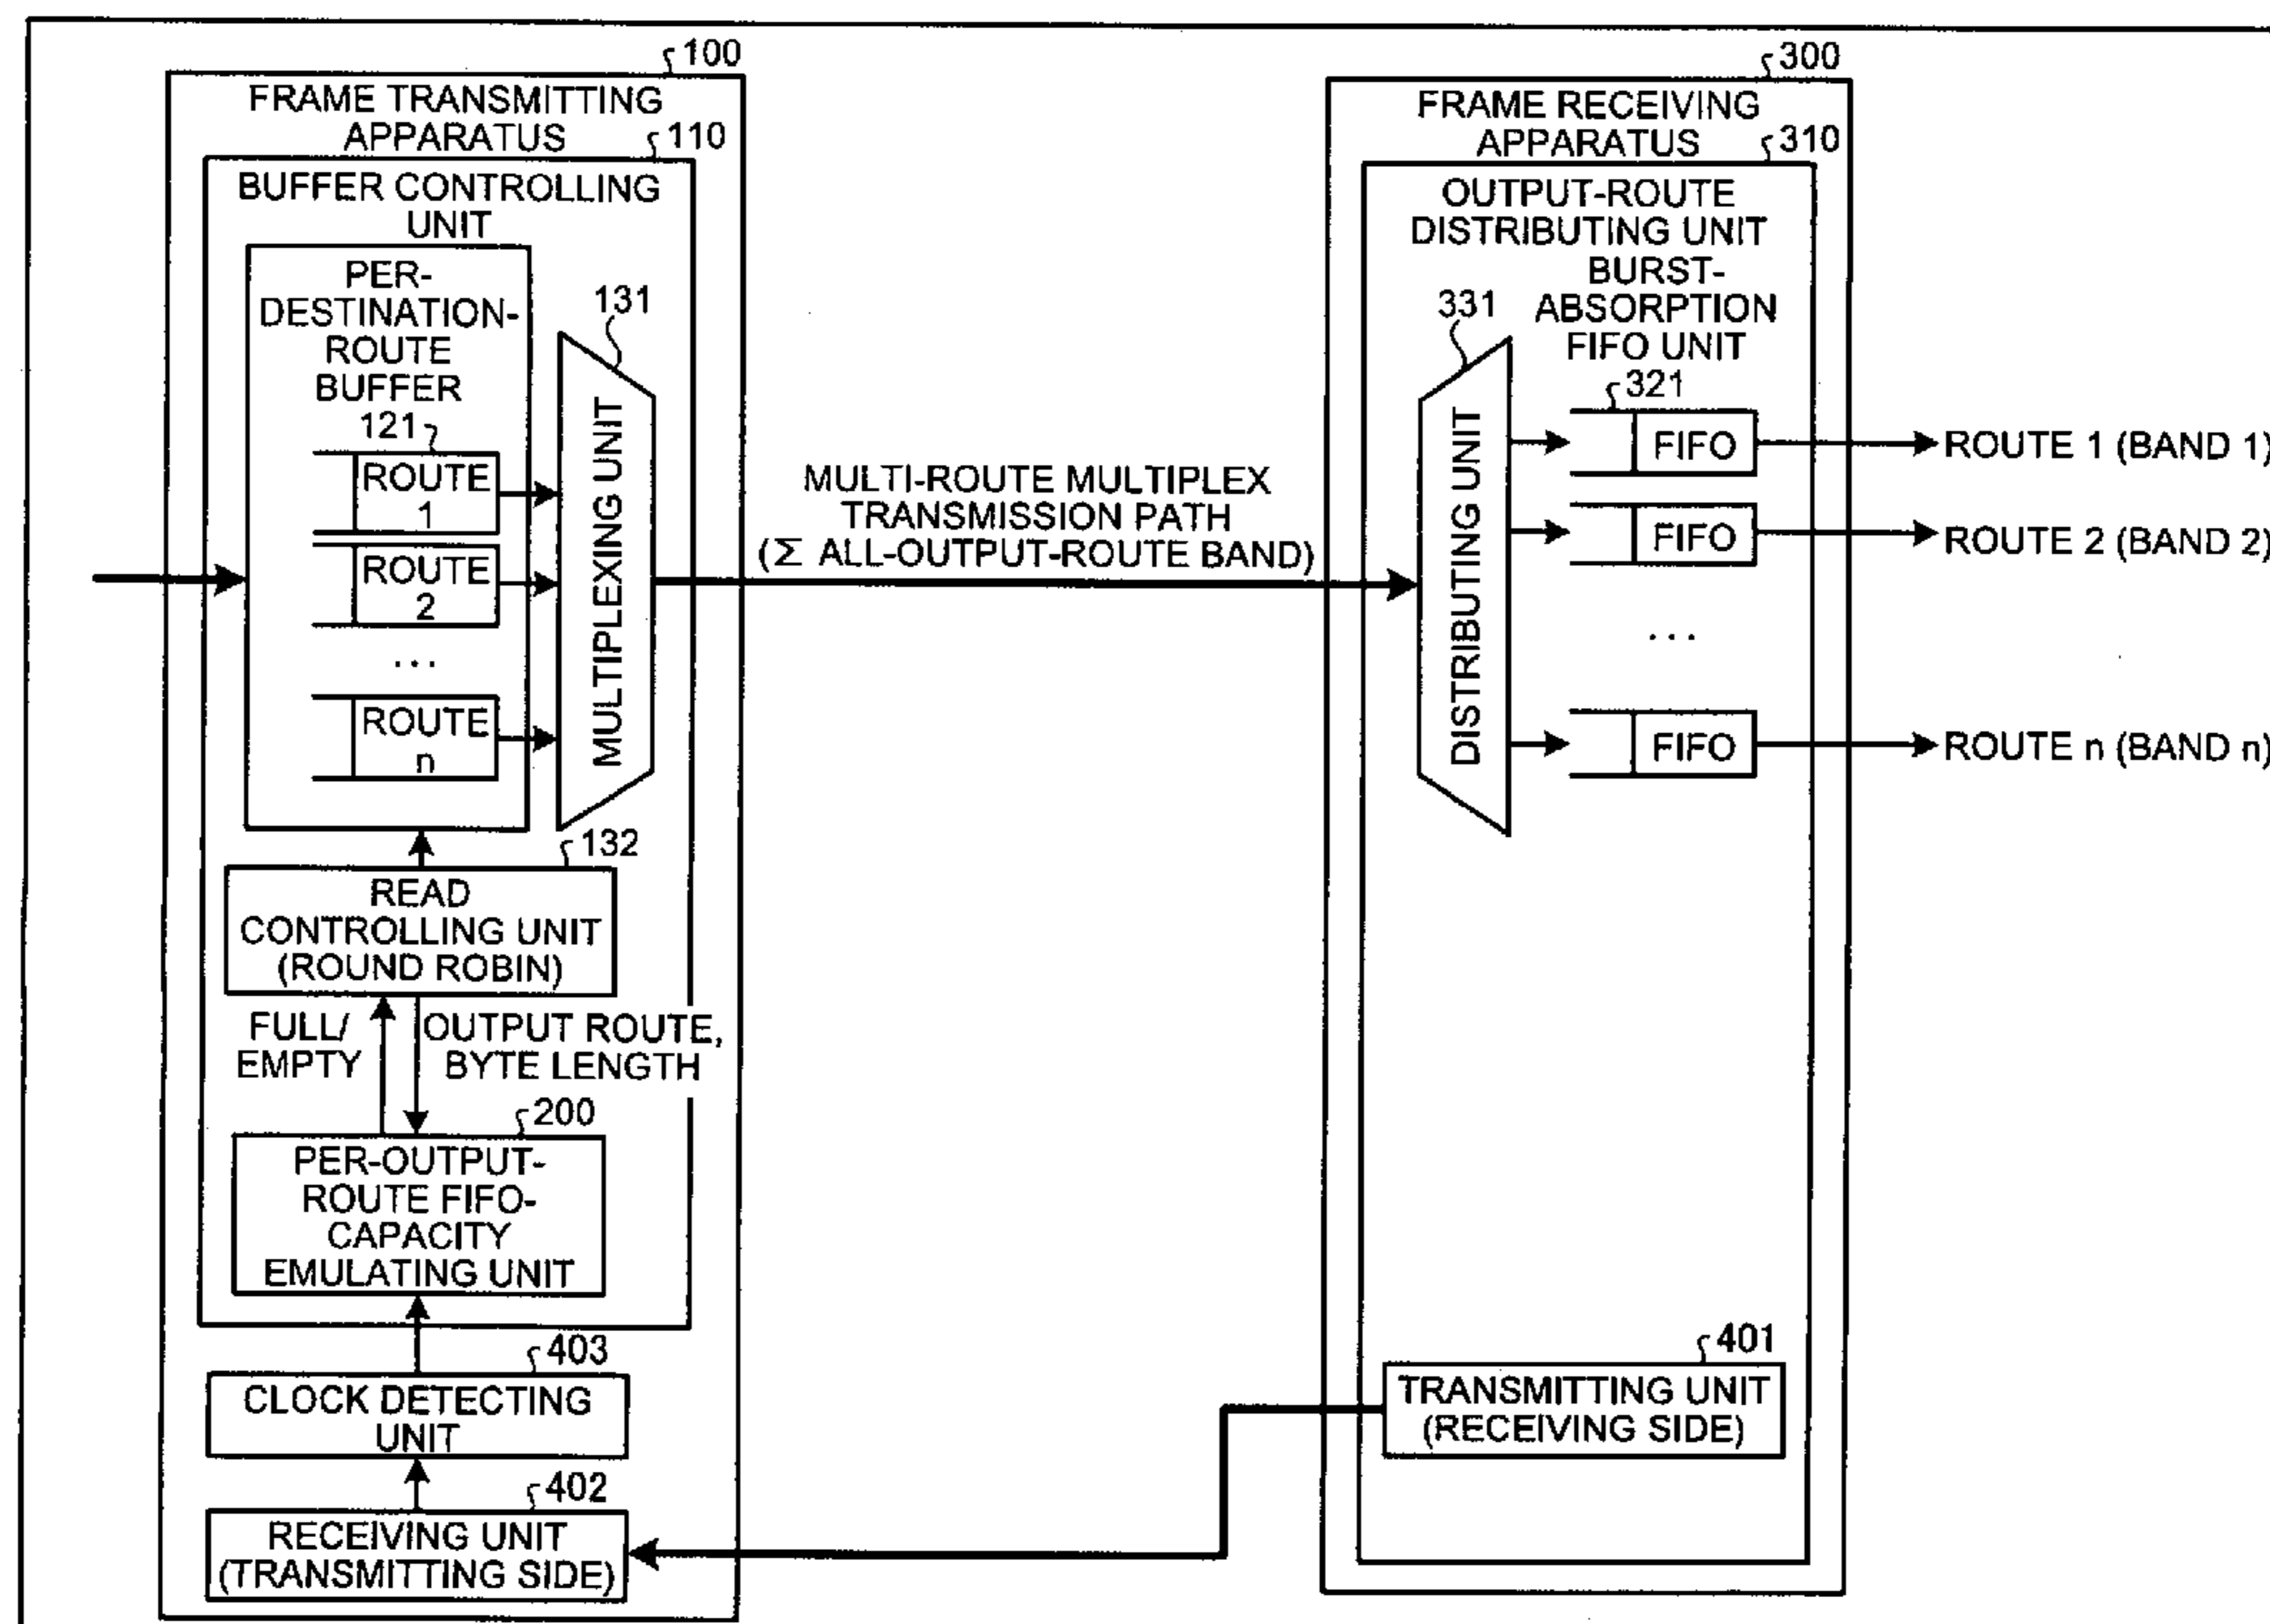 100
FRAME TRANSMITTING
APPARATUS
110
BUFFER CONTROLLING
UNIT
PER-
DESTINATION-
ROUTE
BUFFER
121
ROUTE
1
ROUTE
2
...
ROUTE
n
131
MULTIPLEXING UNIT
132
READ
CONTROLLING UNIT
(ROUND ROBIN)
FULL/
EMPTY
OUTPUT ROUTE,
BYTE LENGTH
200
PER-OUTPUT-
ROUTE FIFO-
CAPACITY
EMULATING UNIT
403
CLOCK DETECTING
UNIT
402
RECEIVING UNIT
(TRANSMITTING SIDE)
MULTI-ROUTE MULTIPLEX
TRANSMISSION PATH
(Σ ALL-OUTPUT-ROUTE BAND)
300
FRAME RECEIVING
APPARATUS
310
OUTPUT-ROUTE
DISTRIBUTING UNIT
BURST-
ABSORPTION
FIFO UNIT
331
DISTRIBUTING UNIT
321
FIFO
FIFO
...
FIFO
ROUTE 1 (BAND 1)
ROUTE 2 (BAND 2)
ROUTE n (BAND n)
401
TRANSMITTING UNIT
(RECEIVING SIDE)